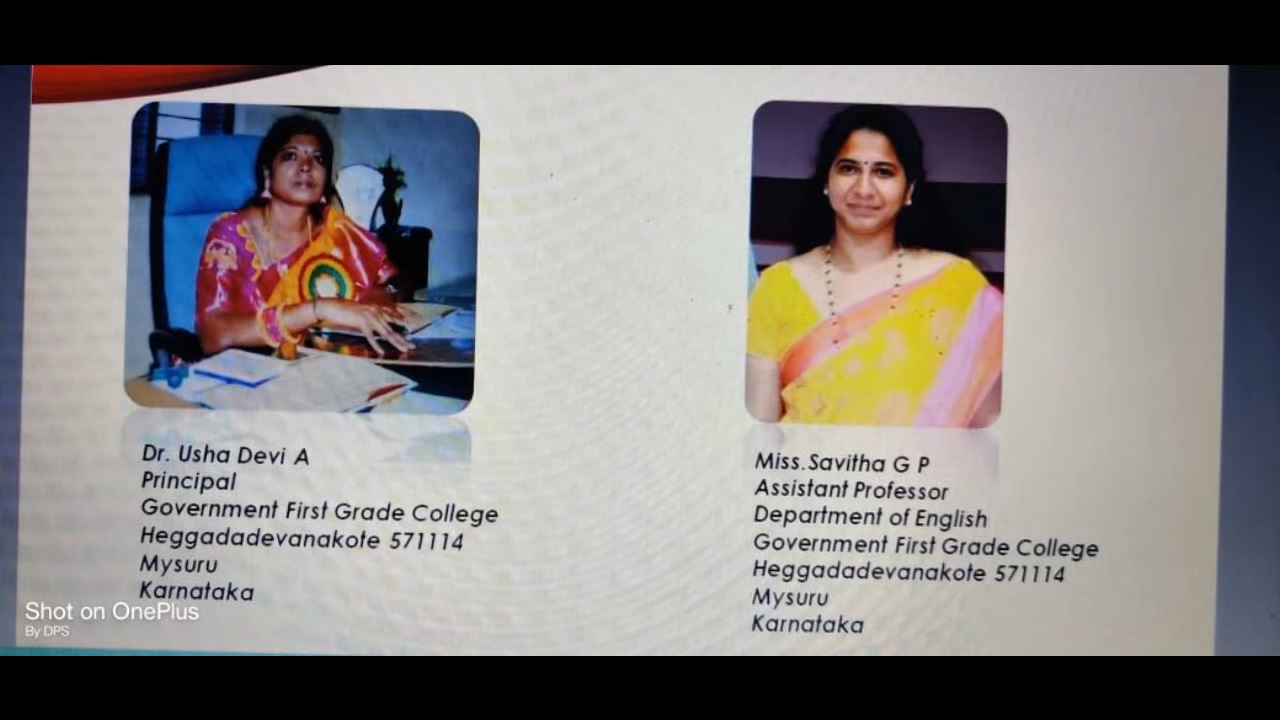 Dr. Usha Devi A
Principal
Government First Grade College
Heggadadevanakote 571114
Mysuru
Karnataka
Miss.Savitha G P
Assistant Professor
Department of English
Government First Grade College
Heggadadevanakote 571114
Mysuru
Karnataka
Shot on OnePlus
By DPS